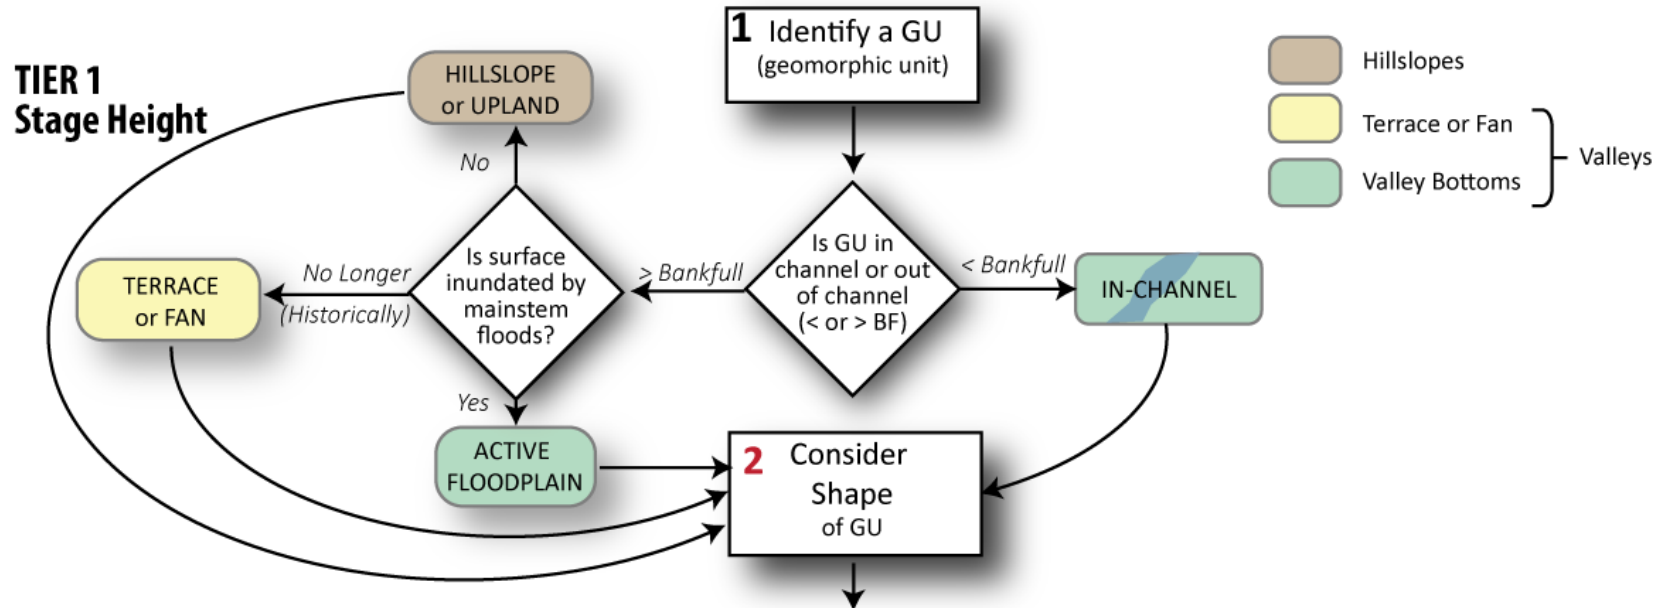 TIER 1
Stage Height
1 Identify a GU
(geomorphic unit)
HILLSLOPE
or UPLAND
Hillslopes
Terrace or Fan
Valley Bottoms
Valleys
No
Is surface
inundated by
mainstem
floods?
> Bankfull
Is GU in
channel or out
of channel
(< or > BF)
< Bankfull
IN-CHANNEL
No Longer
(Historically)
TERRACE
or FAN
Yes
ACTIVE
FLOODPLAIN
2 Consider
Shape
of GU